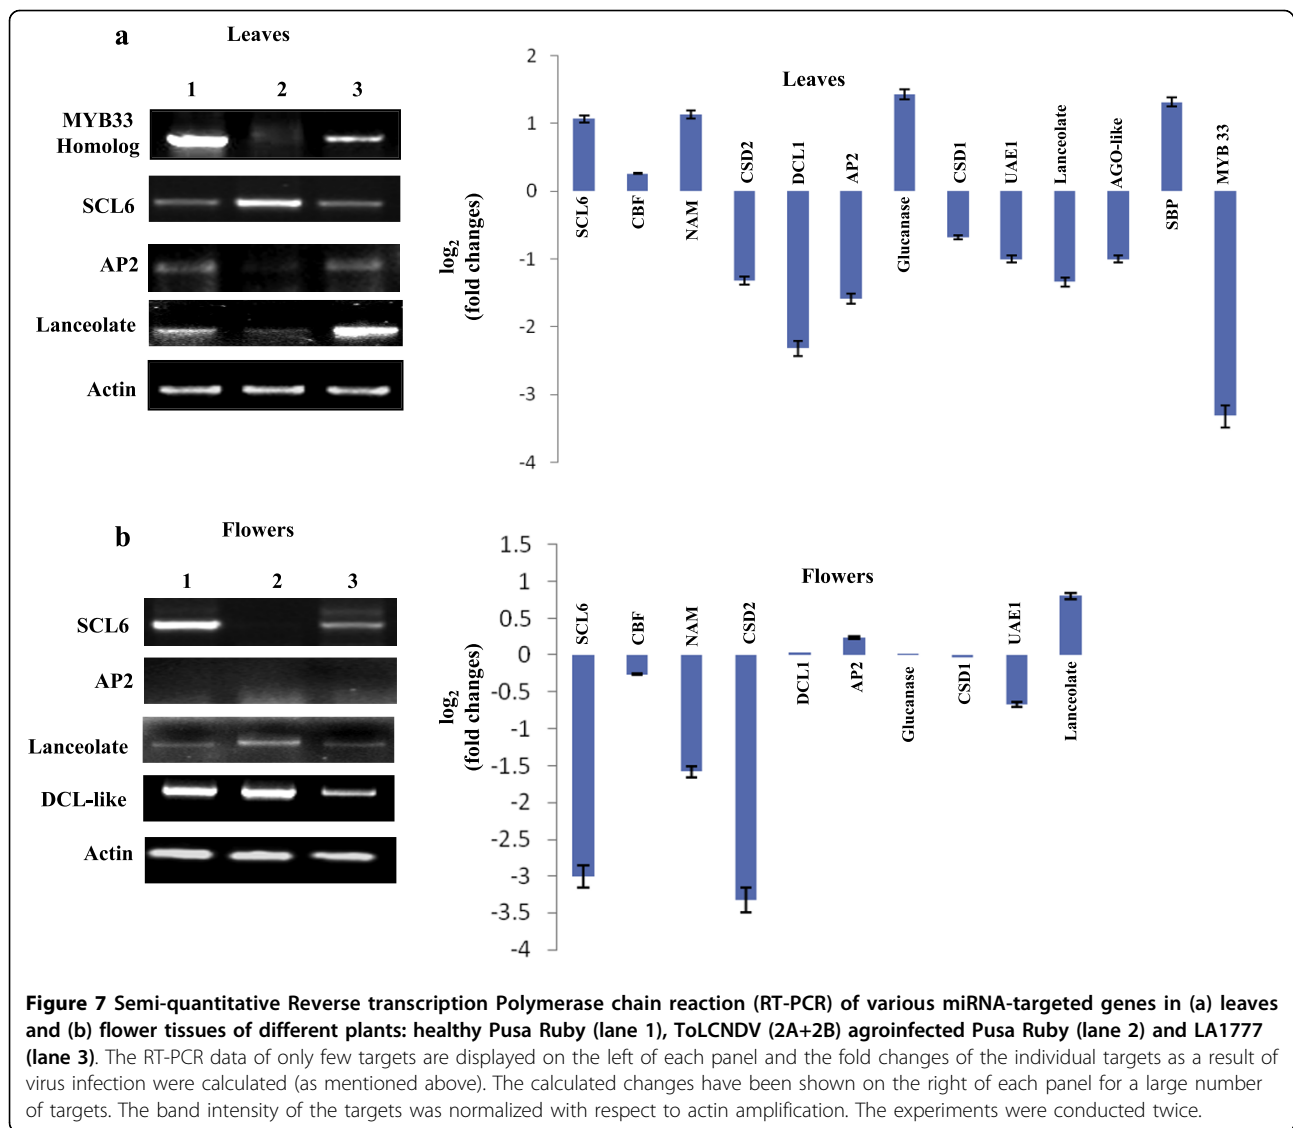 a
Leaves
1 2 3
MYB33
Homolog
SCL6
AP2
Lanceolate
Actin
Leaves
2
1
0
-1
-2
-3
-4
log2
(fold changes)
SCL6
CBF
NAM
CSD2
DCL1
AP2
Glucanase
CSD1
UAE1
Lanceolate
AGO-like
SBP
MYB 33
b
Flowers
1 2 3
SCL6
AP2
Lanceolate
DCL-like
Actin
Flowers
1.5
1
0.5
0
-0.5
-1
-1.5
-2
-2.5
-3
-3.5
-4
log2
(fold changes)
SCL6
CBF
NAM
CSD2
DCL1
AP2
Glucanase
CSD1
UAE1
Lanceolate
Figure 7 Semi-quantitative Reverse transcription Polymerase chain reaction (RT-PCR) of various miRNA-targeted genes in (a) leaves
and (b) flower tissues of different plants: healthy Pusa Ruby (lane 1), ToLCNDV (2A+2B) agroinfected Pusa Ruby (lane 2) and LA1777
(lane 3). The RT-PCR data of only few targets are displayed on the left of each panel and the fold changes of the individual targets as a result of
virus infection were calculated (as mentioned above). The calculated changes have been shown on the right of each panel for a large number
of targets. The band intensity of the targets was normalized with respect to actin amplification. The experiments were conducted twice.